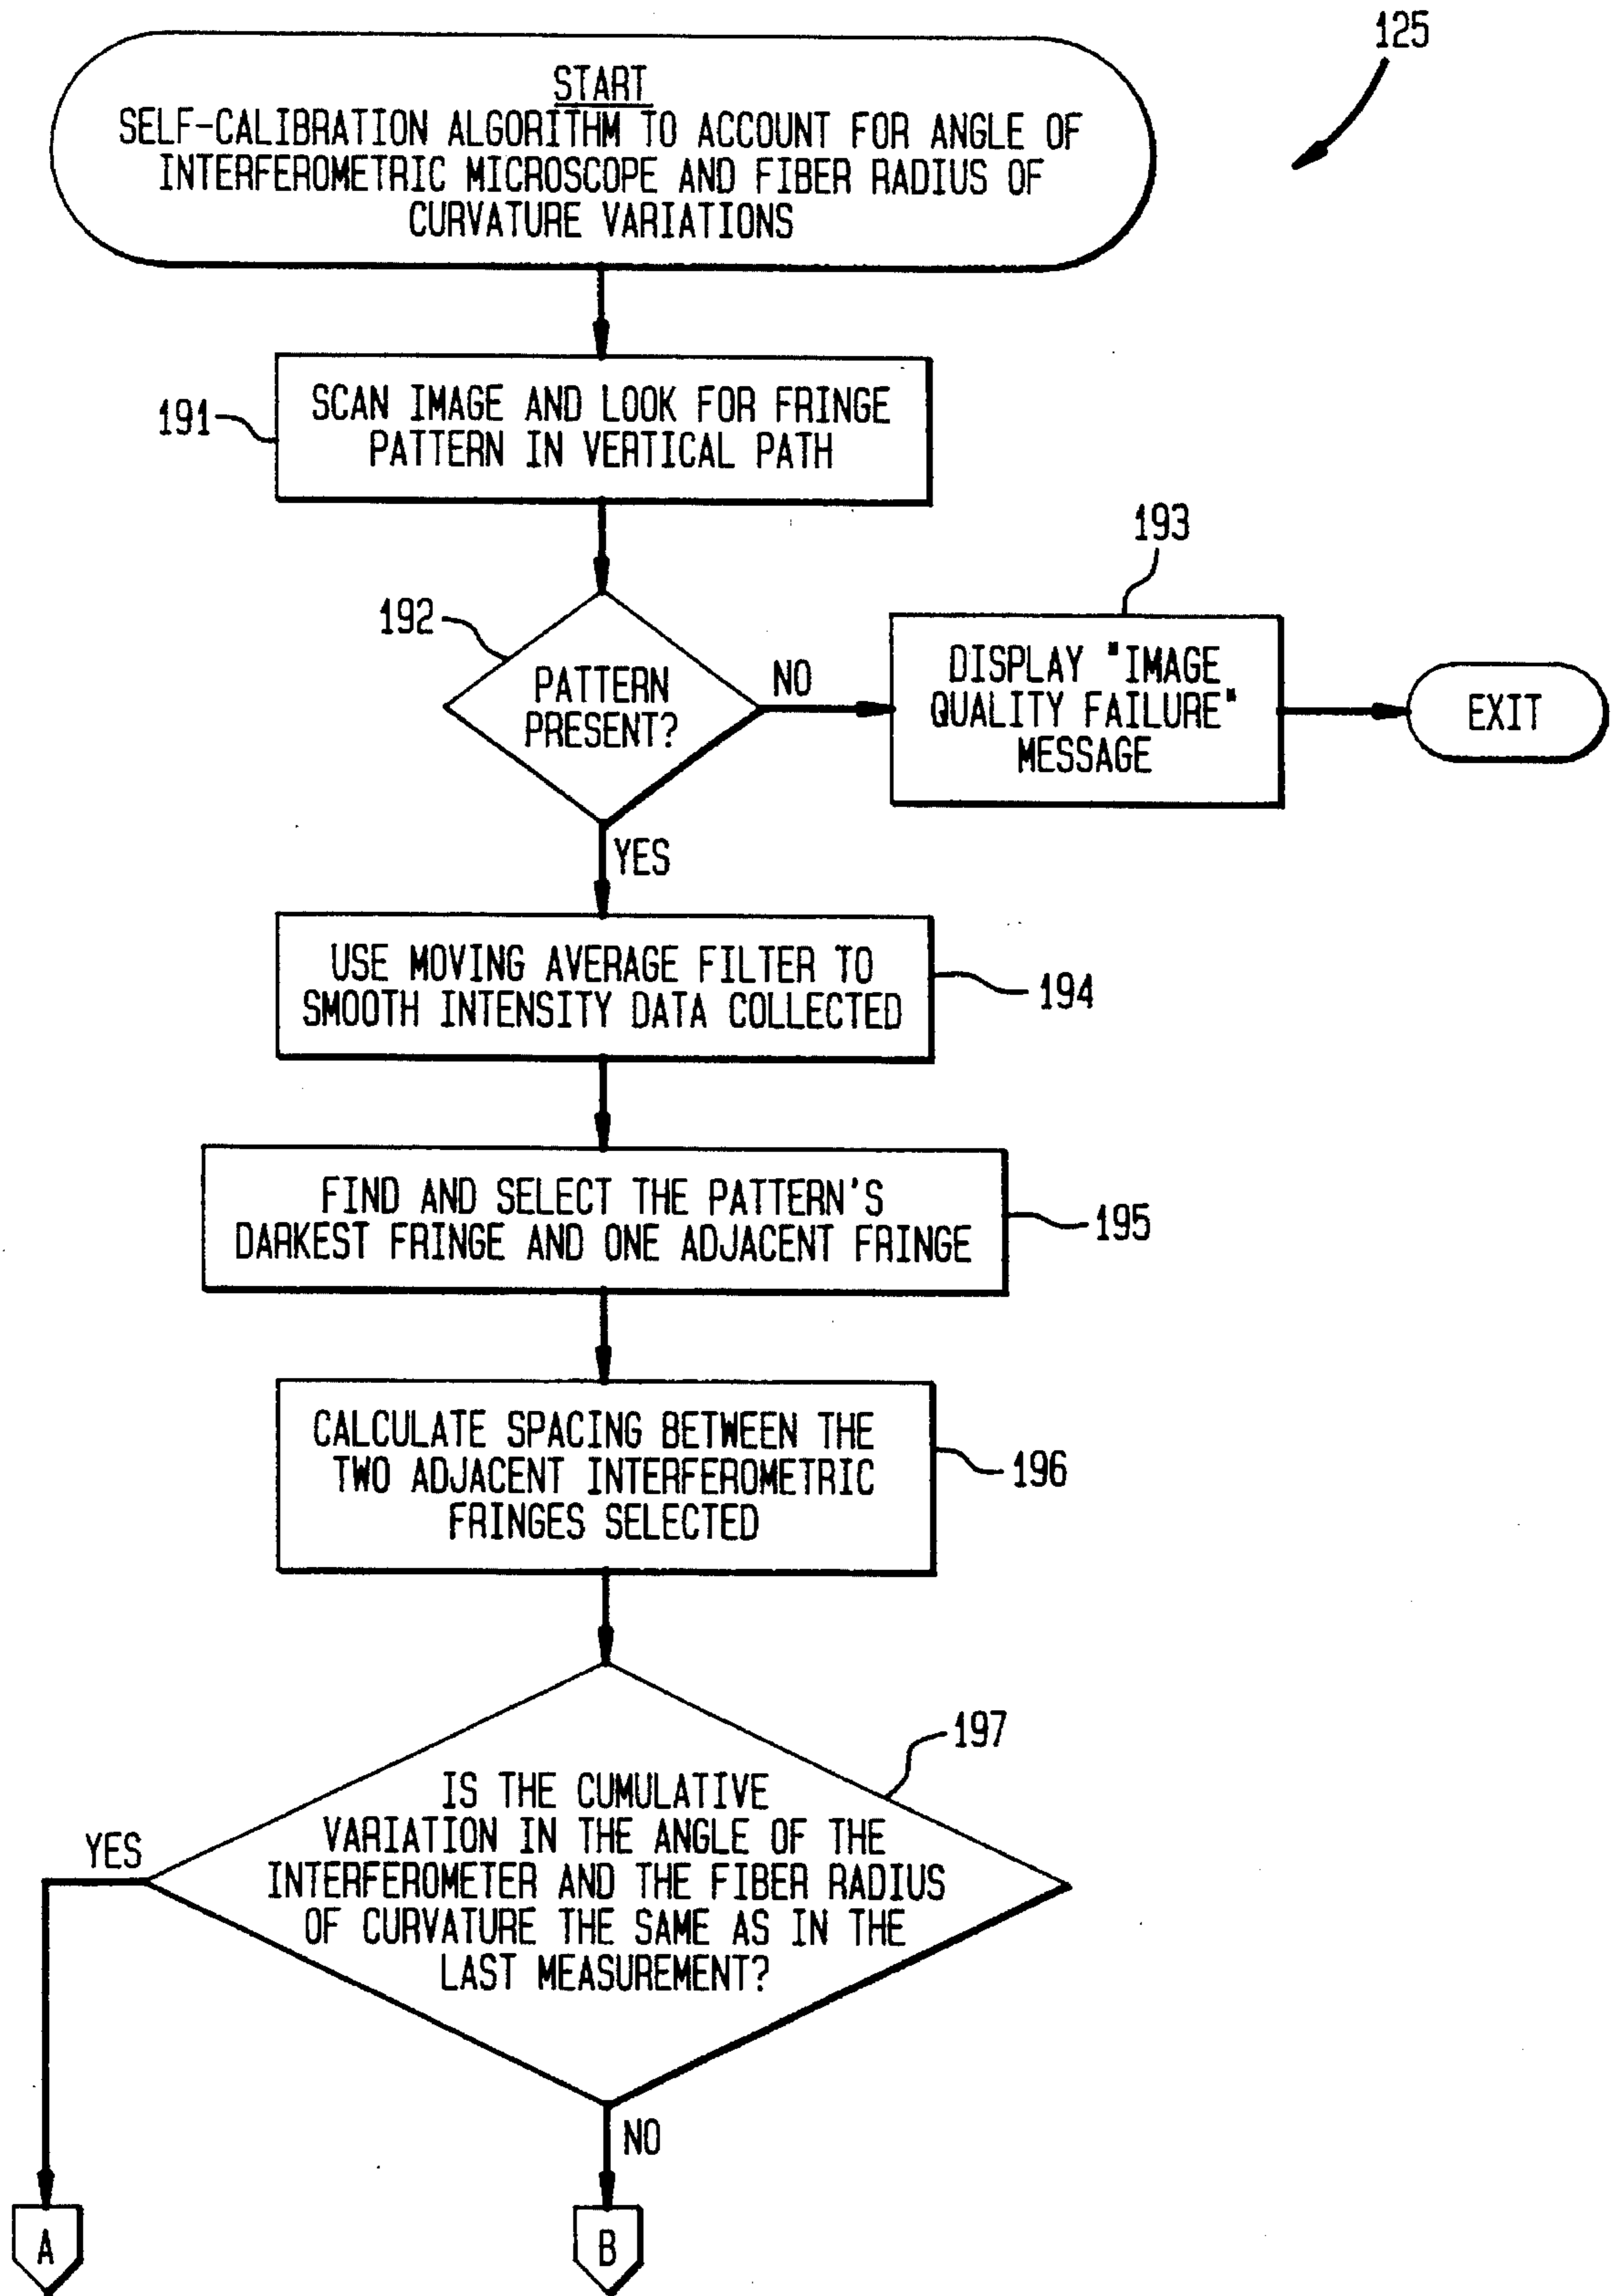 125
START
SELF-CALIBRATION ALGORITHM TO ACCOUNT FOR ANGLE OF
INTERFEROMETRIC MICROSCOPE AND FIBER RADIUS OF
CURVATURE VARIATIONS
191
SCAN IMAGE AND LOOK FOR FRINGE
PATTERN IN VERTICAL PATH
192
PATTERN
PRESENT?
NO
193
DISPLAY "IMAGE
QUALITY FAILURE"
MESSAGE
EXIT
YES
USE MOVING AVERAGE FILTER TO
SMOOTH INTENSITY DATA COLLECTED
194
FIND AND SELECT THE PATTERN'S
DARKEST FRINGE AND ONE ADJACENT FRINGE
195
CALCULATE SPACING BETWEEN THE
TWO ADJACENT INTERFEROMETRIC
FRINGES SELECTED
196
197
IS THE CUMULATIVE
VARIATION IN THE ANGLE OF THE
INTERFEROMETER AND THE FIBER RADIUS
OF CURVATURE THE SAME AS IN THE
LAST MEASUREMENT?
YES
NO
A
B